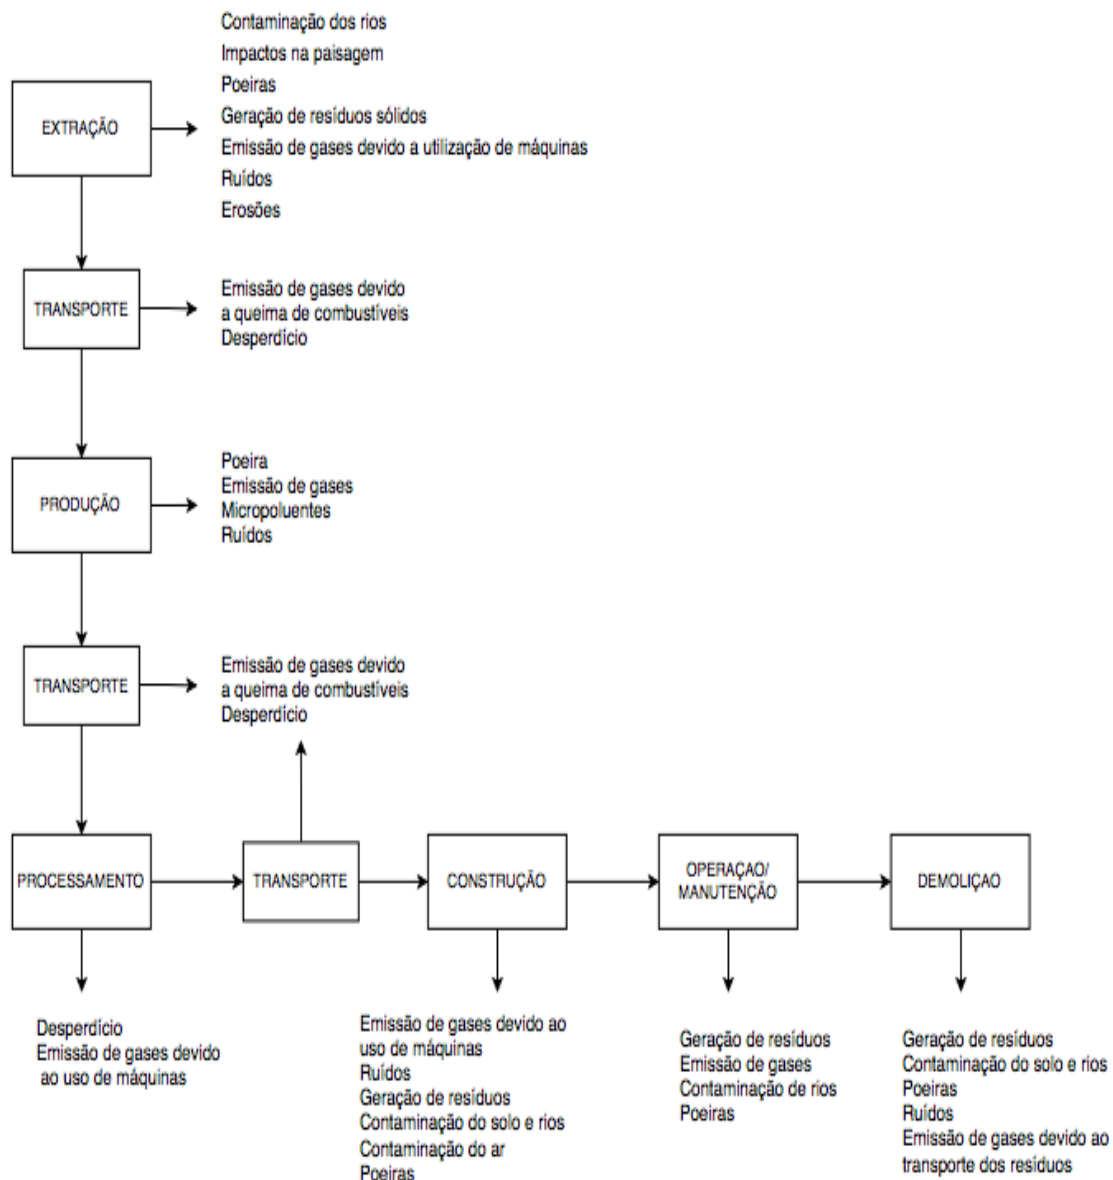 Contaminação dos rios
Impactos na paisagem
Poeiras
Geração de resíduos sólidos
Emissão de gases devido a utilização de máquinas
Ruídos
Erosões
EXTRAÇÃO
TRANSPORTE
Emissão de gases devido
a queima de combustíveis
Desperdício
PRODUÇÃO
Poeira
Emissão de gases
Micropoluentes
Ruídos
TRANSPORTE
Emissão de gases devido
a queima de combustíveis
Desperdício
PROCESSAMENTO
TRANSPORTE
CONSTRUÇÃO
OPERAÇAO/
MANUTENÇÃO
DEMOLIÇAO
Desperdício
Emissão de gases devido
ao uso de máquinas
Emissão de gases devido ao
uso de máquinas
Ruídos
Geração de resíduos
Contaminação do solo e rios
Contaminação do ar
Poeiras
Geração de resíduos
Emissão de gases
Contaminação de rios
Poeiras
Geração de resíduos
Contaminação do solo e rios
Poeiras
Ruídos
Emissão de gases devido ao
transporte dos resíduos